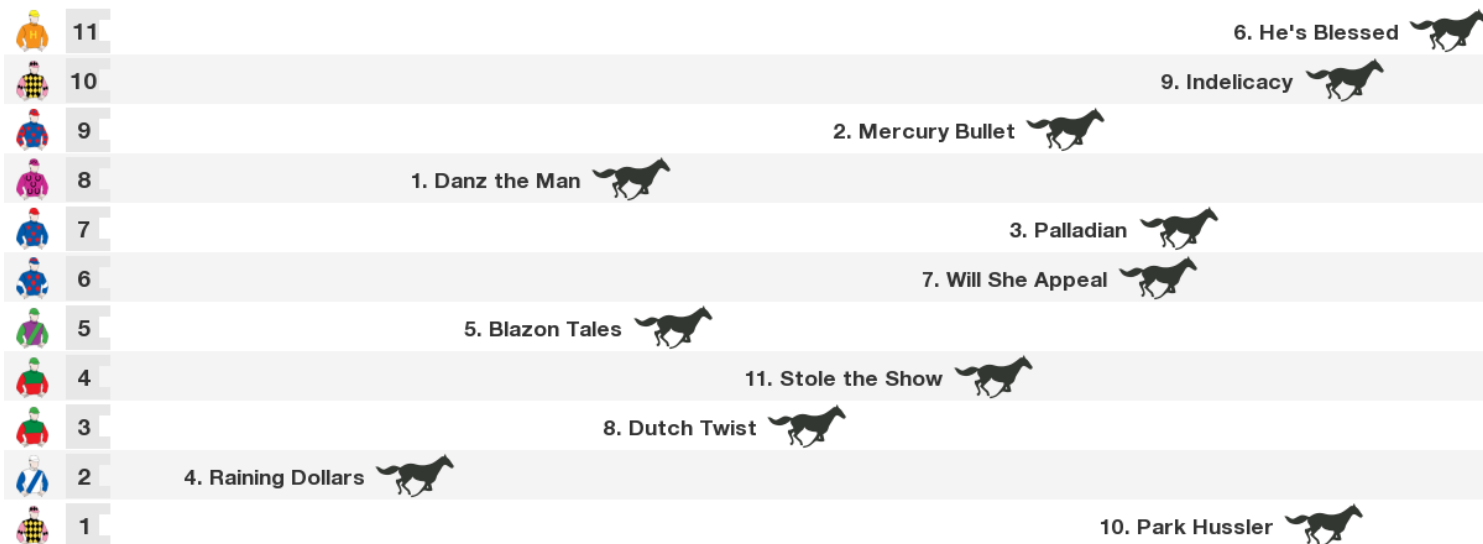 H 11 6. He's Blessed
10 9. Indelicacy
9 2. Mercury Bullet
8 1. Danz the Man
7 3. Palladian
6 7. Will She Appeal
5 5. Blazon Tales
4 11. Stole the Show
3 8. Dutch Twist
2 4. Raining Dollars
1 10. Park Hussler